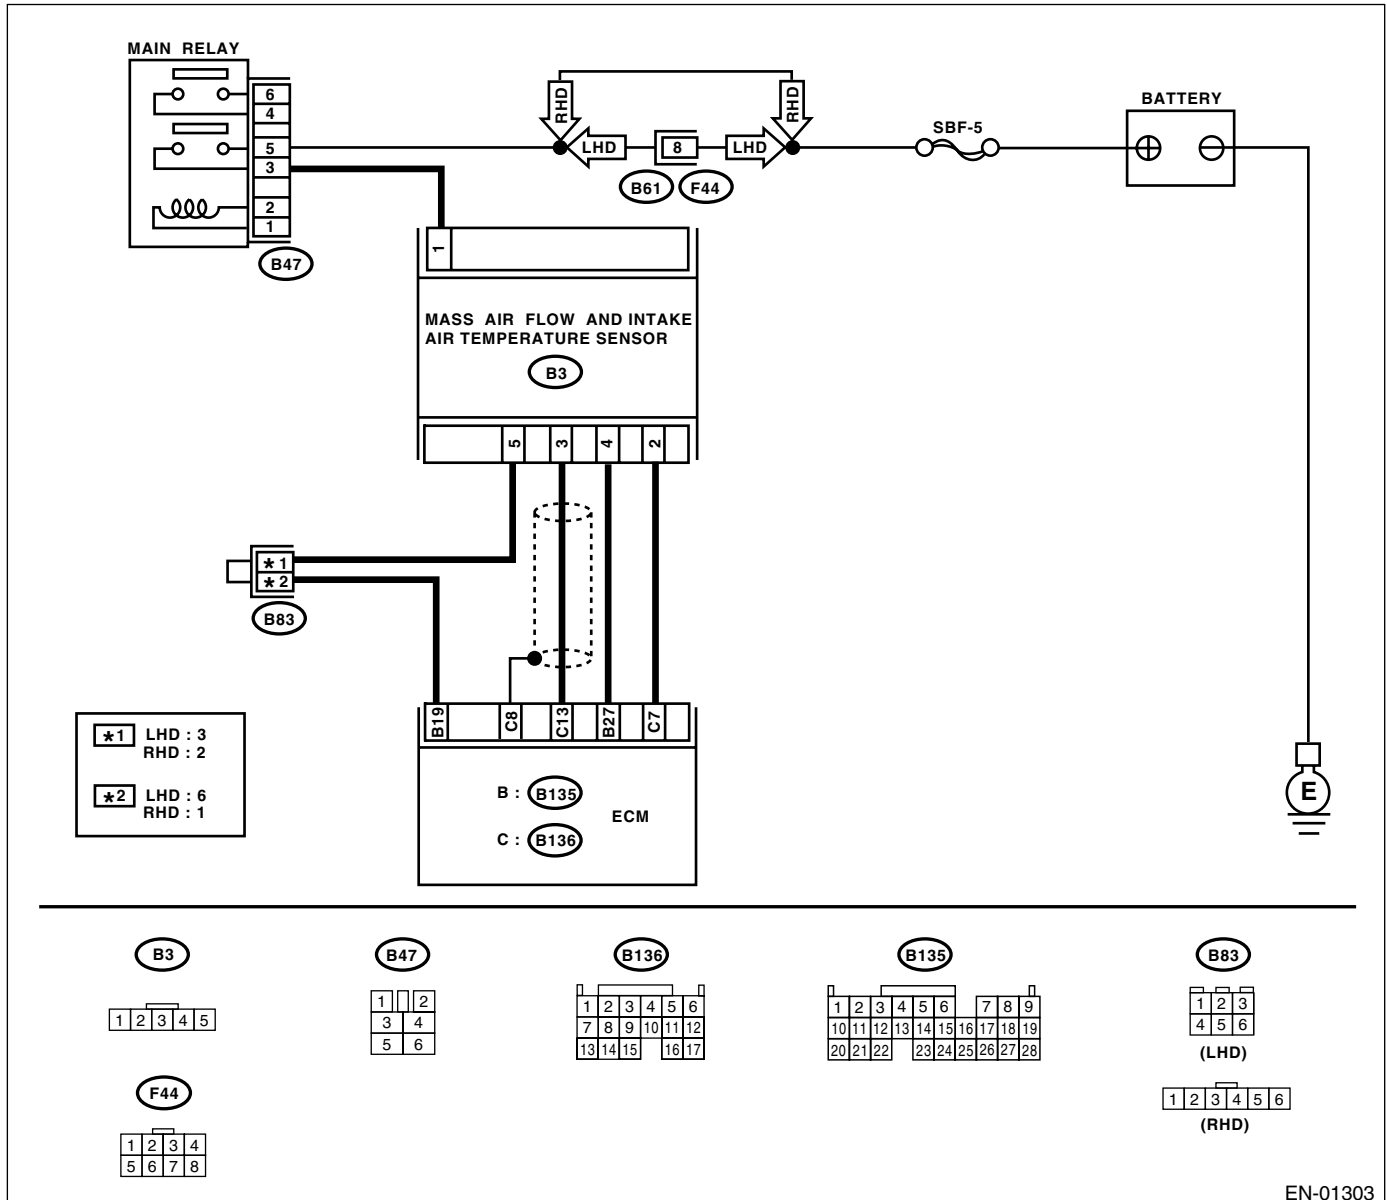 MAIN RELAY
6
4
5
3
2
1
B47
RHD
RHD
LHD
8
LHD
B61
F44
SBF-5
BATTERY
1
MASS AIR FLOW AND INTAKE
AIR TEMPERATURE SENSOR
B3
5
3
4
2
*1
*2
B83
B19
C8
C13
B27
C7
*1 LHD : 3
RHD : 2
*2 LHD : 6
RHD : 1
B : B135
ECM
C : B136
E
B3
1 2 3 4 5
B47
1 2
3 4
5 6
B136
1 2 3 4 5 6
7 8 9 10 11 12
13 14 15 16 17
B135
1 2 3 4 5 6 7 8 9
10 11 12 13 14 15 16 17 18 19
20 21 22 23 24 25 26 27 28
B83
1 2 3
4 5 6
(LHD)
1 2 3 4 5 6
(RHD)
F44
1 2 3 4
5 6 7 8
EN-01303